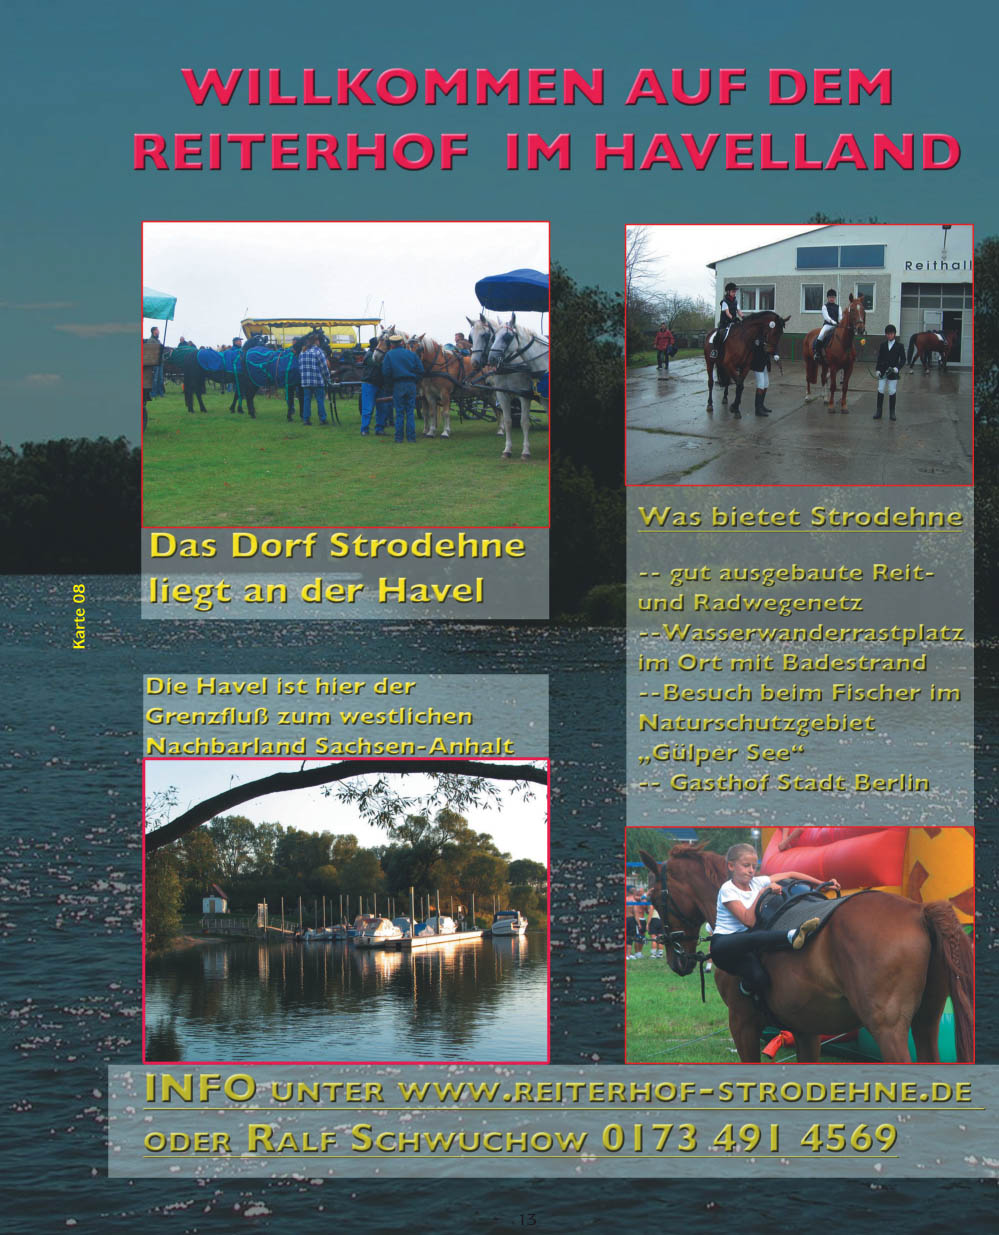 WILLKOMMEN AUF DEM
REITERHOF IM HAVELLAND
Reithall
Das Dorf Strodehne
liegt an der Havel
Karte 08
Die Havel ist hier der
Grenzfluß zum westlichen
Nachbarland Sachsen-Anhalt
Was bietet Strodehne
-- gut ausgebaute Reit-
und Radwegenetz
--Wasserwanderrastplatz
im Ort mit Badestrand
--Besuch beim Fischer im
Naturschutzgebiet
„Gülper See“
-- Gasthof Stadt Berlin
INFO UNTER WWW.REITERHOF-STRODEHNE.DE
ODER RALF SCHWUCHOW 0173 491 4569
13